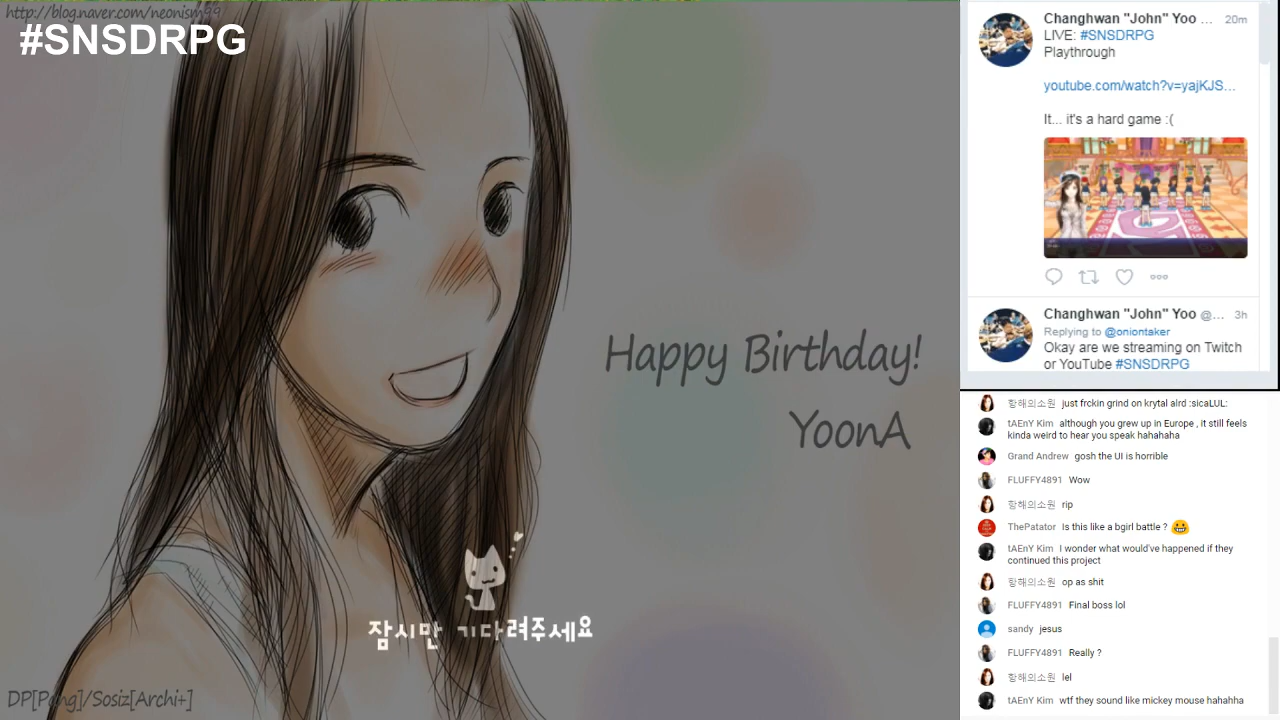 http://blog.naver.com/neonism99
#SNSDRPG
Happy Birthday!
YoonA
잠시만 기다려주세요
DP[Pong]/Sosiz[Archi+]
Changhwan "John" Yoo ... 20m
LIVE: #SNSDRPG
Playthrough
youtube.com/watch?v=yajKJS...
It... it's a hard game :(
Changhwan "John" Yoo @... 3h
Replying to @oniontaker
Okay are we streaming on Twitch
or YouTube #SNSDRPG
항해의소원 just frckin grind on krytal alrd :sicaLUL:
tAEnY Kim although you grew up in Europe , it still feels
kinda weird to hear you speak hahahaha
Grand Andrew gosh the UI is horrible
FLUFFY4891 Wow
항해의소원 rip
ThePatator Is this like a bgirl battle ?
tAEnY Kim I wonder what would've happened if they
continued this project
항해의소원 op as shit
FLUFFY4891 Final boss lol
sandy jesus
FLUFFY4891 Really ?
항해의소원 lel
tAEnY Kim wtf they sound like mickey mouse hahahha